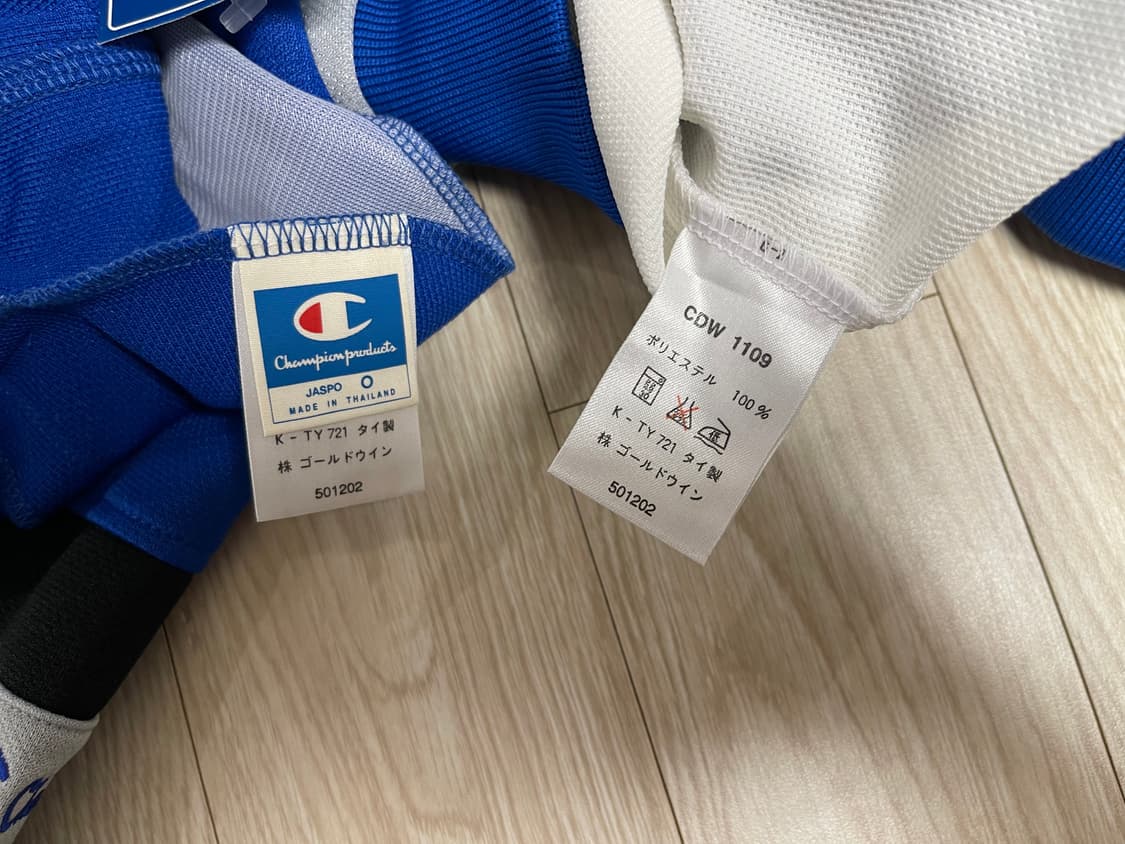 Championproducts
JASPO O
MADE IN THAILAND
K - TY 721 タイ製
株 ゴールドウイン
501202
CDW 1109
ポリエステル 100%
低
K - TY 721 タイ製
株 ゴールドウイン
501202